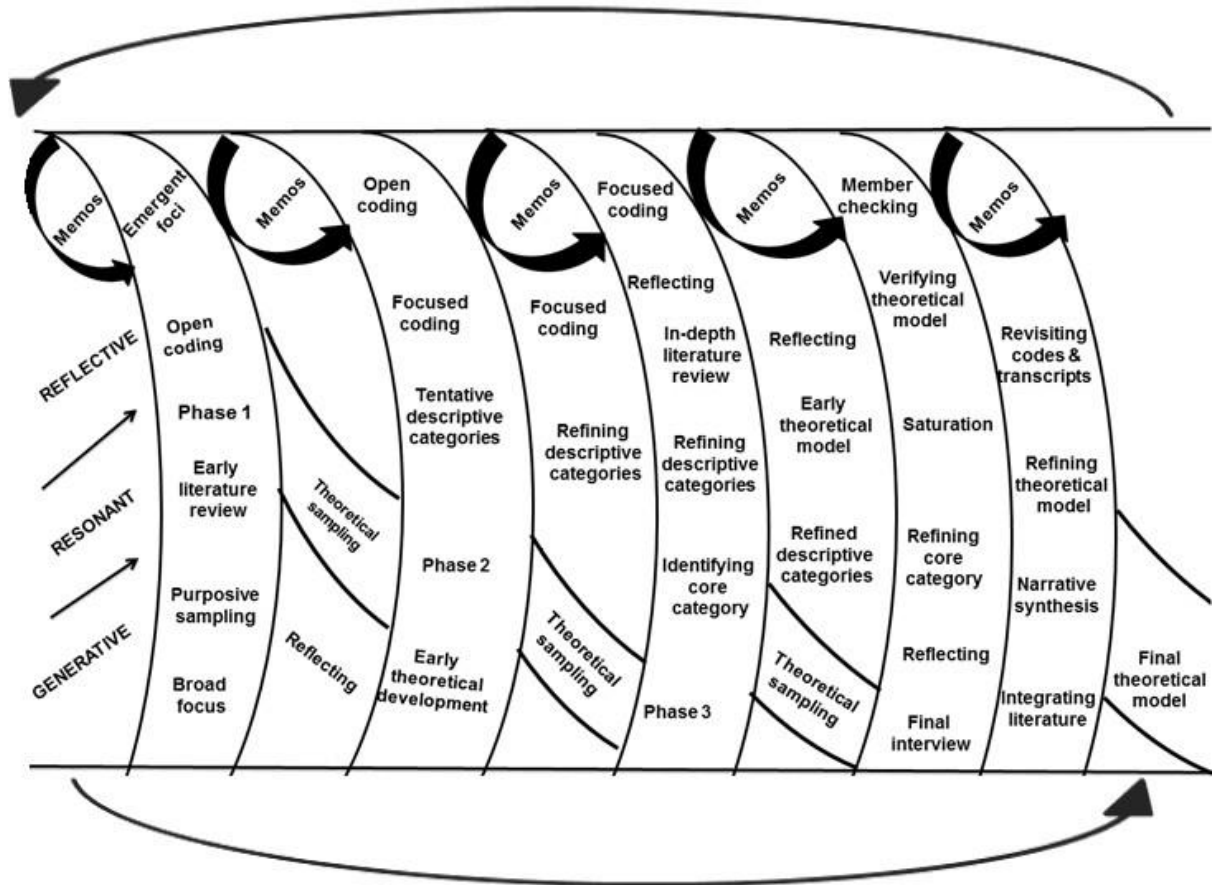 Memos
Emergent
foci
Open
coding
Phase 1
Early
literature
review
Purposive
sampling
Broad
focus
REFLECTIVE
RESONANT
GENERATIVE
Memos
Theoretical
sampling
Reflecting
Open
coding
Focused
coding
Tentative
descriptive
categories
Phase 2
Early
theoretical
development
Memos
Focused
coding
Refining
descriptive
categories
Theoretical
sampling
Focused
coding
Reflecting
In-depth
literature
review
Refining
descriptive
categories
Identifying
core
category
Phase 3
Memos
Reflecting
Early
theoretical
model
Refined
descriptive
categories
Theoretical
sampling
Member
checking
Verifying
theoretical
model
Saturation
Refining
core
category
Reflecting
Final
interview
Memos
Revisiting
codes &
transcripts
Refining
theoretical
model
Narrative
synthesis
Integrating
literature
Final
theoretical
model